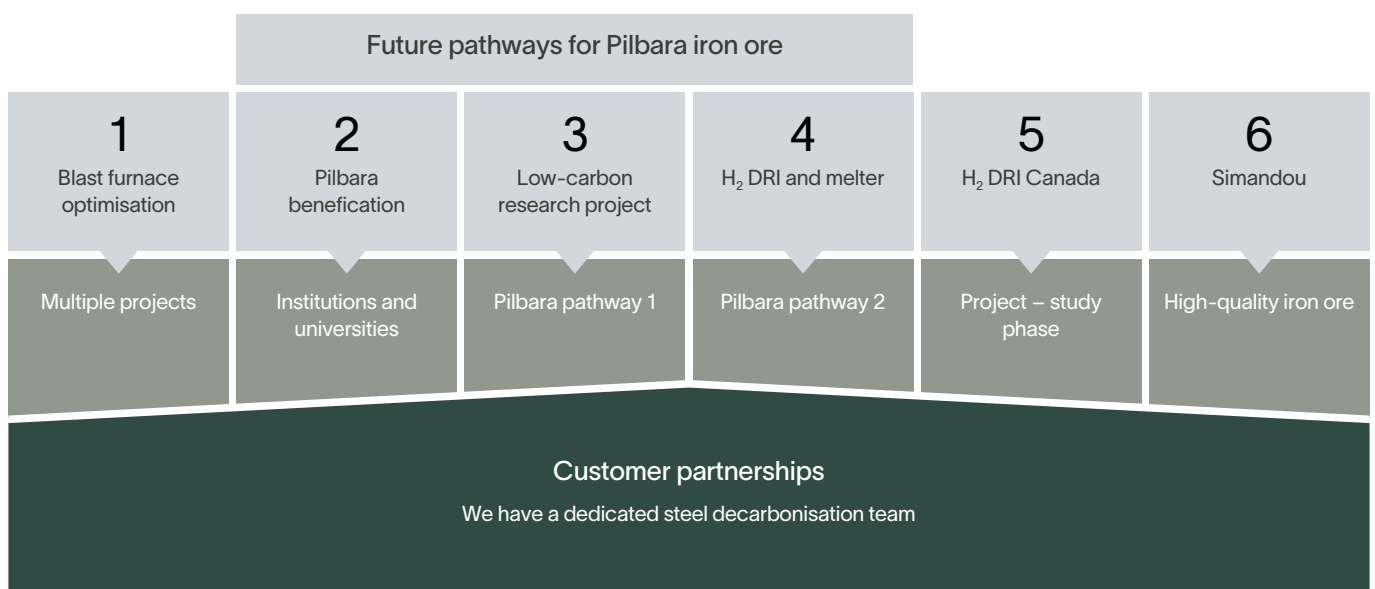 Future pathways for Pilbara iron ore
1
Blast furnace
optimisation
2
Pilbara
benefication
3
Low-carbon
research project
4
H₂ DRI and melter
5
H₂ DRI Canada
6
Simandou
Multiple projects
Institutions and
universities
Pilbara pathway 1
Pilbara pathway 2
Project – study
phase
High-quality iron ore
Customer partnerships
We have a dedicated steel decarbonisation team